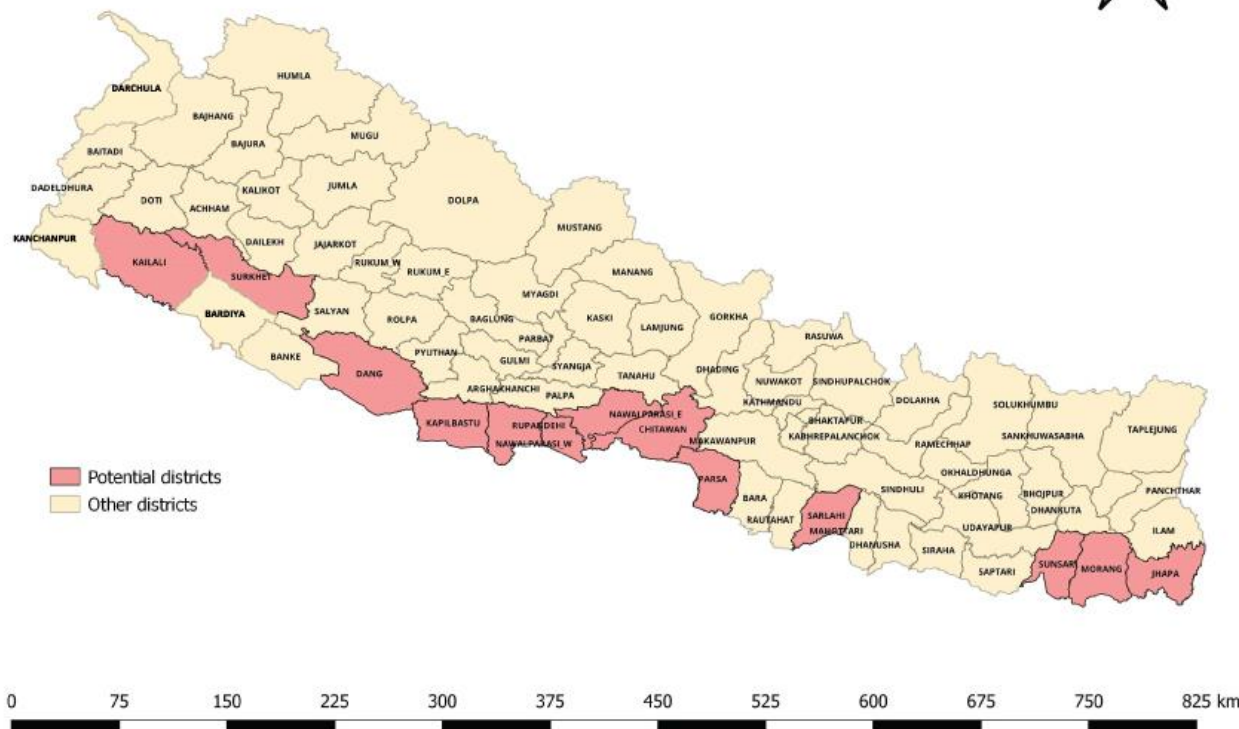 HUMLA
DARCHULA
BAJHANG
MUGU
BAJURA
BAITADI
DADELDHURA
JUMLA
KALIKOT
DOTI
DOLPA
ACHHAM
MUSTANG
KANCHANPUR
DAILEKH
JAJARKOT
KAILALI
RUKUM_W
RUKUM_E
MANANG
SURKHET
MYAGDI
SALYAN
BARDIYA
ROLPA
BAGLUNG
KASKI
LAMJUNG
GORKHA
PARBAT
RASUWA
BANKE
PYUTHAN
GULMI
SYANGJA
DHADING
DANG
TANAHU
NUWAKOT
SINDHUPALCHOK
ARGHAKHANCHI
PALPA
KATHMANDU
DOLAKHA
SOLUKHUMBU
NAWALPARASI_E
KAPILBASTU
RUPANDEHI
CHITAWAN
BHAKTAPUR
TAPLEJUNG
NAWALPARASI_W
MAKAWANPUR
KABHREPALANCHOK
RAMECHHAP
SANKHUWASABHA
OKHALDHUNGA
Potential districts
PARSA
SINDHULI
KHOTANG
BHOJPUR
PANCHTHAR
BARA
DHANKUTA
Other districts
RAUTAHAT
SARLAHI
UDAYAPUR
ILAM
MAHOTTARI
DHANUSHA
SIRAHA
SAPTARI
SUNSARI
MORANG
JHAPA
0 75 150 225 300 375 450 525 600 675 750 825 km